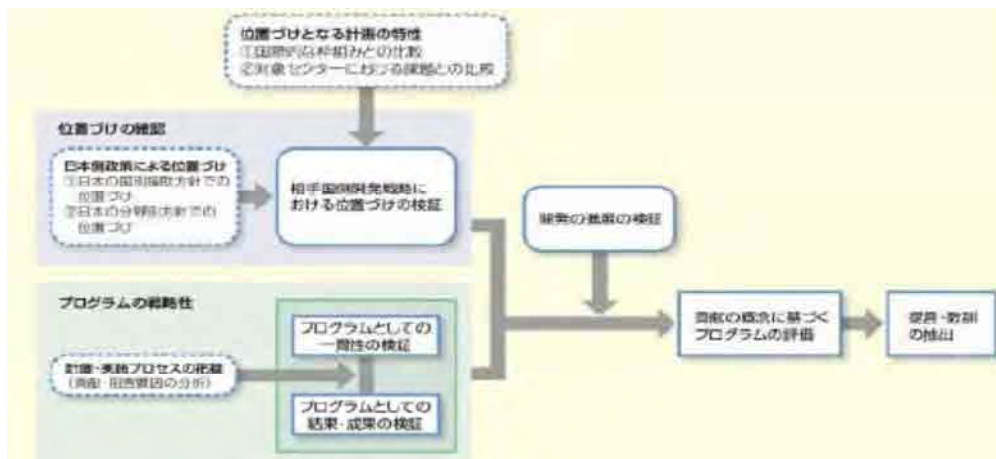 位置づけとなる計画の特性
①国際的な枠組みとの比較
②対象セクターにおける課題との比較
位置づけの確認
日本側政策による位置づけ
①日本の国別援助方針での
位置づけ
②日本の分野別方針での
位置づけ
相手国側開発戦略に
おける位置づけの検証
開発の進展の検証
プログラムの戦略性
計画・実施プロセスの把握
(貢献・阻害要因の分析)
プログラムとしての
一貫性の検証
プログラムとしての
結果・成果の検証
貢献の概念に基づく
プログラムの評価
提言・教訓
の抽出